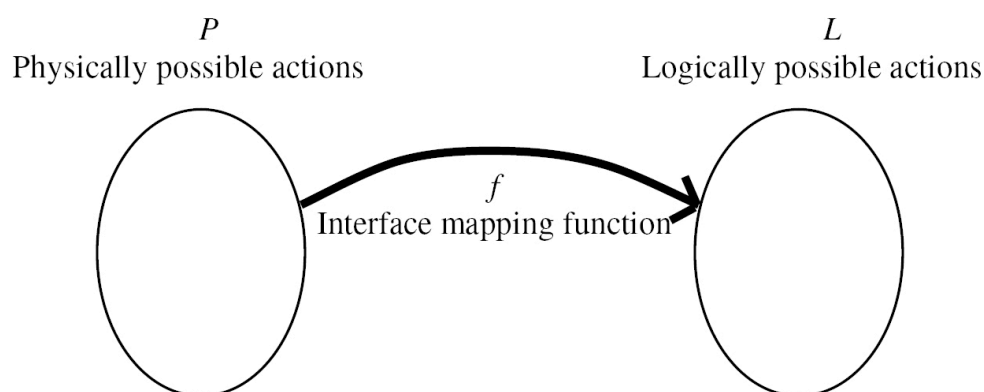 P
Physically possible actions
L
Logically possible actions
f
Interface mapping function